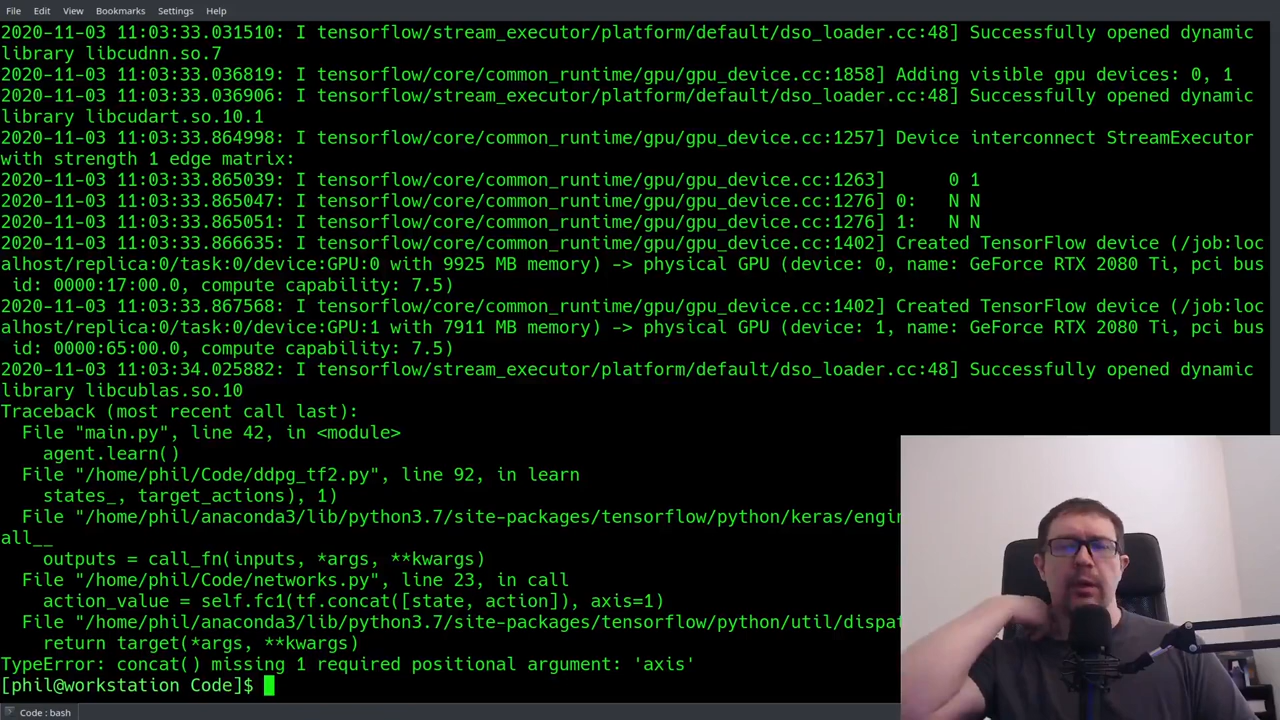 File Edit View Bookmarks Settings Help
2020-11-03 11:03:33.031510: I tensorflow/stream_executor/platform/default/dso_loader.cc:48] Successfully opened dynamic
library libcudnn.so.7
2020-11-03 11:03:33.036819: I tensorflow/core/common_runtime/gpu/gpu_device.cc:1858] Adding visible gpu devices: 0, 1
2020-11-03 11:03:33.036906: I tensorflow/stream_executor/platform/default/dso_loader.cc:48] Successfully opened dynamic
library libcudart.so.10.1
2020-11-03 11:03:33.864998: I tensorflow/core/common_runtime/gpu/gpu_device.cc:1257] Device interconnect StreamExecutor
with strength 1 edge matrix:
2020-11-03 11:03:33.865039: I tensorflow/core/common_runtime/gpu/gpu_device.cc:1263]      0 1
2020-11-03 11:03:33.865047: I tensorflow/core/common_runtime/gpu/gpu_device.cc:1276] 0:   N N
2020-11-03 11:03:33.865051: I tensorflow/core/common_runtime/gpu/gpu_device.cc:1276] 1:   N N
2020-11-03 11:03:33.866635: I tensorflow/core/common_runtime/gpu/gpu_device.cc:1402] Created TensorFlow device (/job:loc
alhost/replica:0/task:0/device:GPU:0 with 9925 MB memory) -> physical GPU (device: 0, name: GeForce RTX 2080 Ti, pci bus
 id: 0000:17:00.0, compute capability: 7.5)
2020-11-03 11:03:33.867568: I tensorflow/core/common_runtime/gpu/gpu_device.cc:1402] Created TensorFlow device (/job:loc
alhost/replica:0/task:0/device:GPU:1 with 7911 MB memory) -> physical GPU (device: 1, name: GeForce RTX 2080 Ti, pci bus
 id: 0000:65:00.0, compute capability: 7.5)
2020-11-03 11:03:34.025882: I tensorflow/stream_executor/platform/default/dso_loader.cc:48] Successfully opened dynamic
library libcublas.so.10
Traceback (most recent call last):
  File "main.py", line 42, in <module>
    agent.learn()
  File "/home/phil/Code/ddpg_tf2.py", line 92, in learn
    states_, target_actions), 1)
  File "/home/phil/anaconda3/lib/python3.7/site-packages/tensorflow/python/keras/engin
all__
    outputs = call_fn(inputs, *args, **kwargs)
  File "/home/phil/Code/networks.py", line 23, in call
    action_value = self.fc1(tf.concat([state, action]), axis=1)
  File "/home/phil/anaconda3/lib/python3.7/site-packages/tensorflow/python/util/dispat
    return target(*args, **kwargs)
TypeError: concat() missing 1 required positional argument: 'axis'
[phil@workstation Code]$
Code : bash